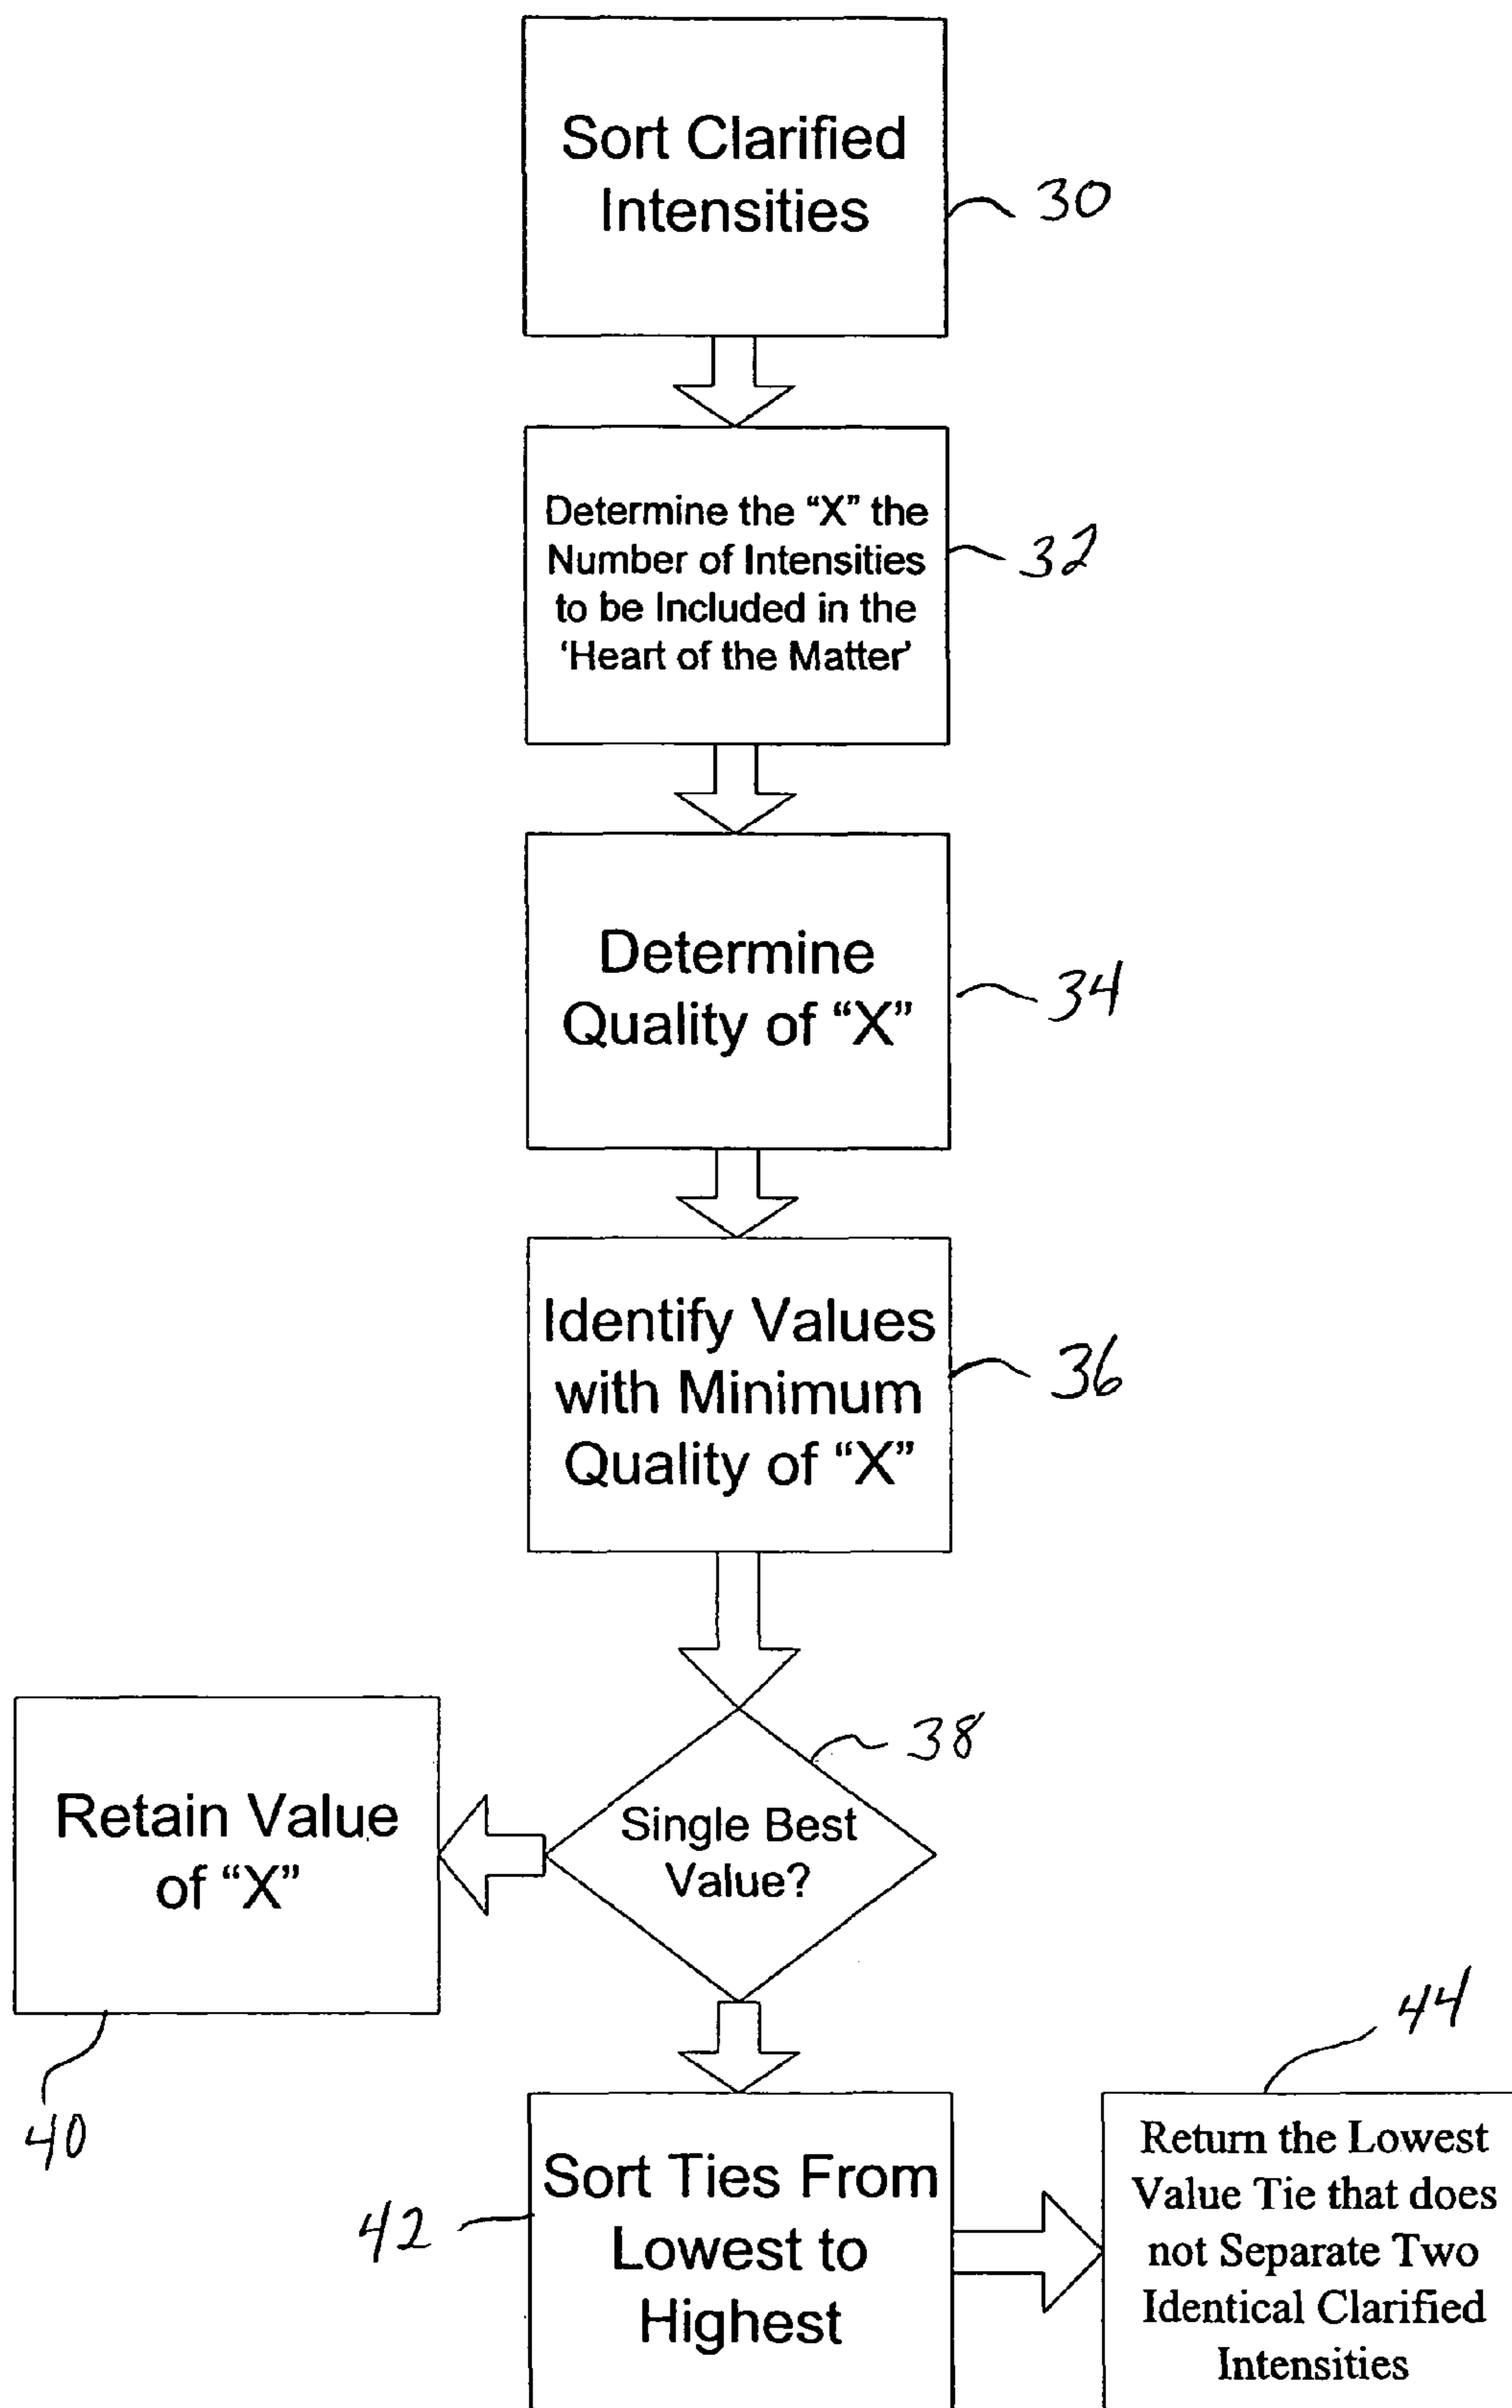 Sort Clarified
Intensities
30
Determine the “X” the
Number of Intensities
to be Included in the
‘Heart of the Matter’
32
Determine
Quality of “X”
34
Identify Values
with Minimum
Quality of “X”
36
38
Single Best
Value?
Retain Value
of “X”
40
44
Sort Ties From
Lowest to
Highest
42
Return the Lowest
Value Tie that does
not Separate Two
Identical Clarified
Intensities